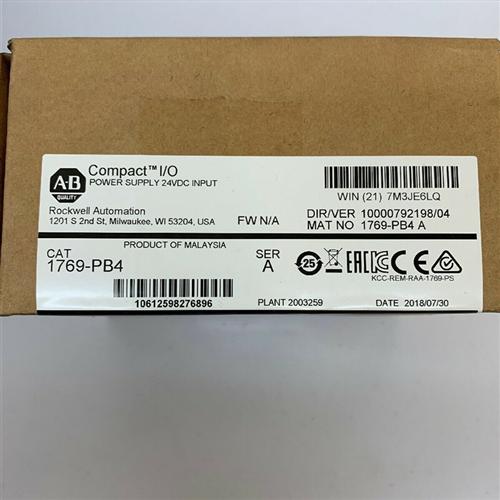 A-B
QUALITY
Compact™ I/O
POWER SUPPLY 24VDC INPUT
Rockwell Automation
1201 S 2nd St, Milwaukee, WI 53204, USA
FW N/A
WIN (21) 7M3JE6LQ
DIR/VER 10000792198/04
MAT NO 1769-PB4 A
PRODUCT OF MALAYSIA
CAT
1769-PB4
SER
A
25
CE
EAC
KCC-REM-RAA-1769-PS
10612598276896
PLANT 2003259
DATE 2018/07/30